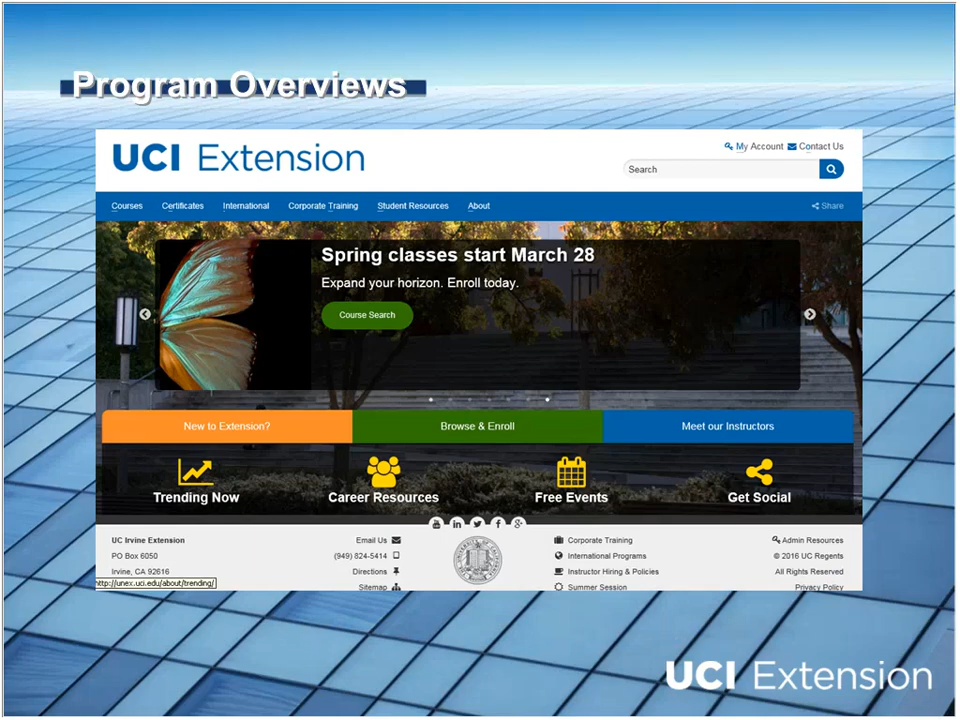 Program Overviews
UCI Extension
My Account Contact Us
Search
Courses Certificates International Corporate Training Student Resources About Share
Spring classes start March 28
Expand your horizon. Enroll today.
Course Search
New to Extension? Browse & Enroll Meet our Instructors
Trending Now Career Resources Free Events Get Social
UC Irvine Extension Email Us Corporate Training Admin Resources
PO Box 6050 (949) 824-5414 International Programs © 2016 UC Regents
Irvine, CA 92616 Directions Instructor Hiring & Policies All Rights Reserved
http://unex.uci.edu/about/trending/ Sitemap Summer Session Privacy Policy
UCI Extension